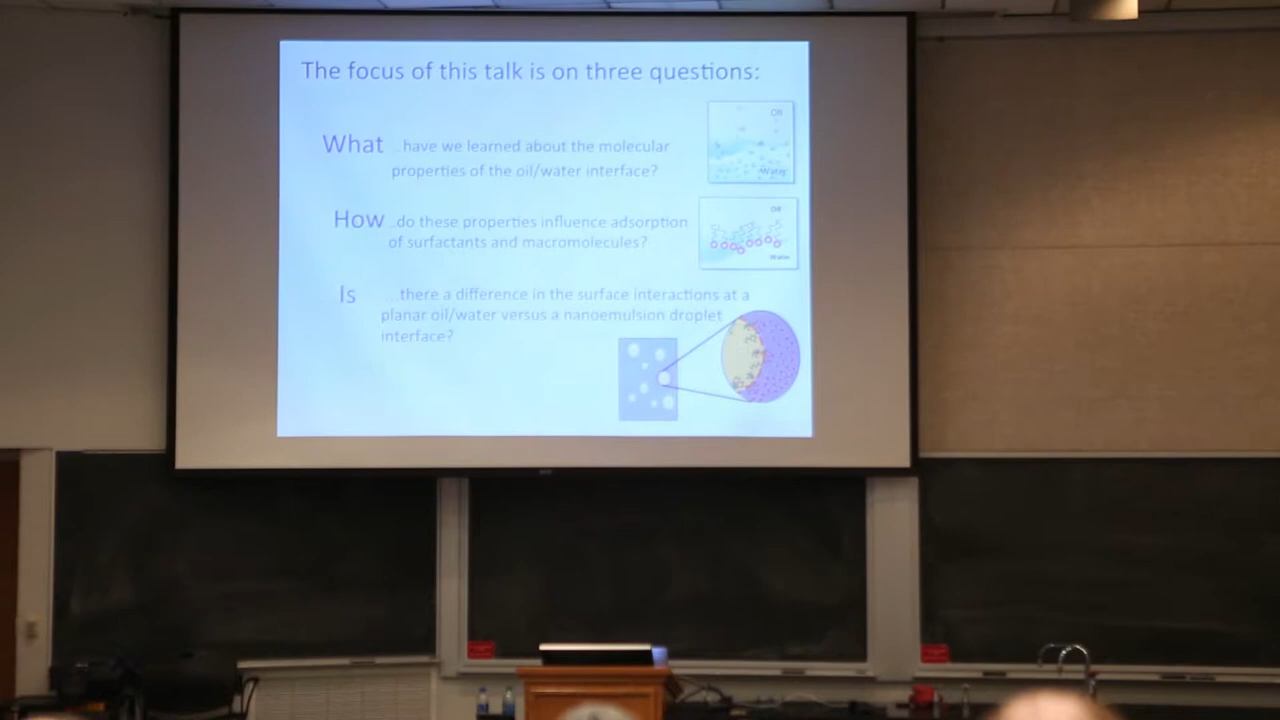 The focus of this talk is on three questions:
What ...have we learned about the molecular
properties of the oil/water interface?
Oil
Water
How ...do these properties influence adsorption
of surfactants and macromolecules?
Oil
Water
Is ...there a difference in the surface interactions at a
planar oil/water versus a nanoemulsion droplet
interface?